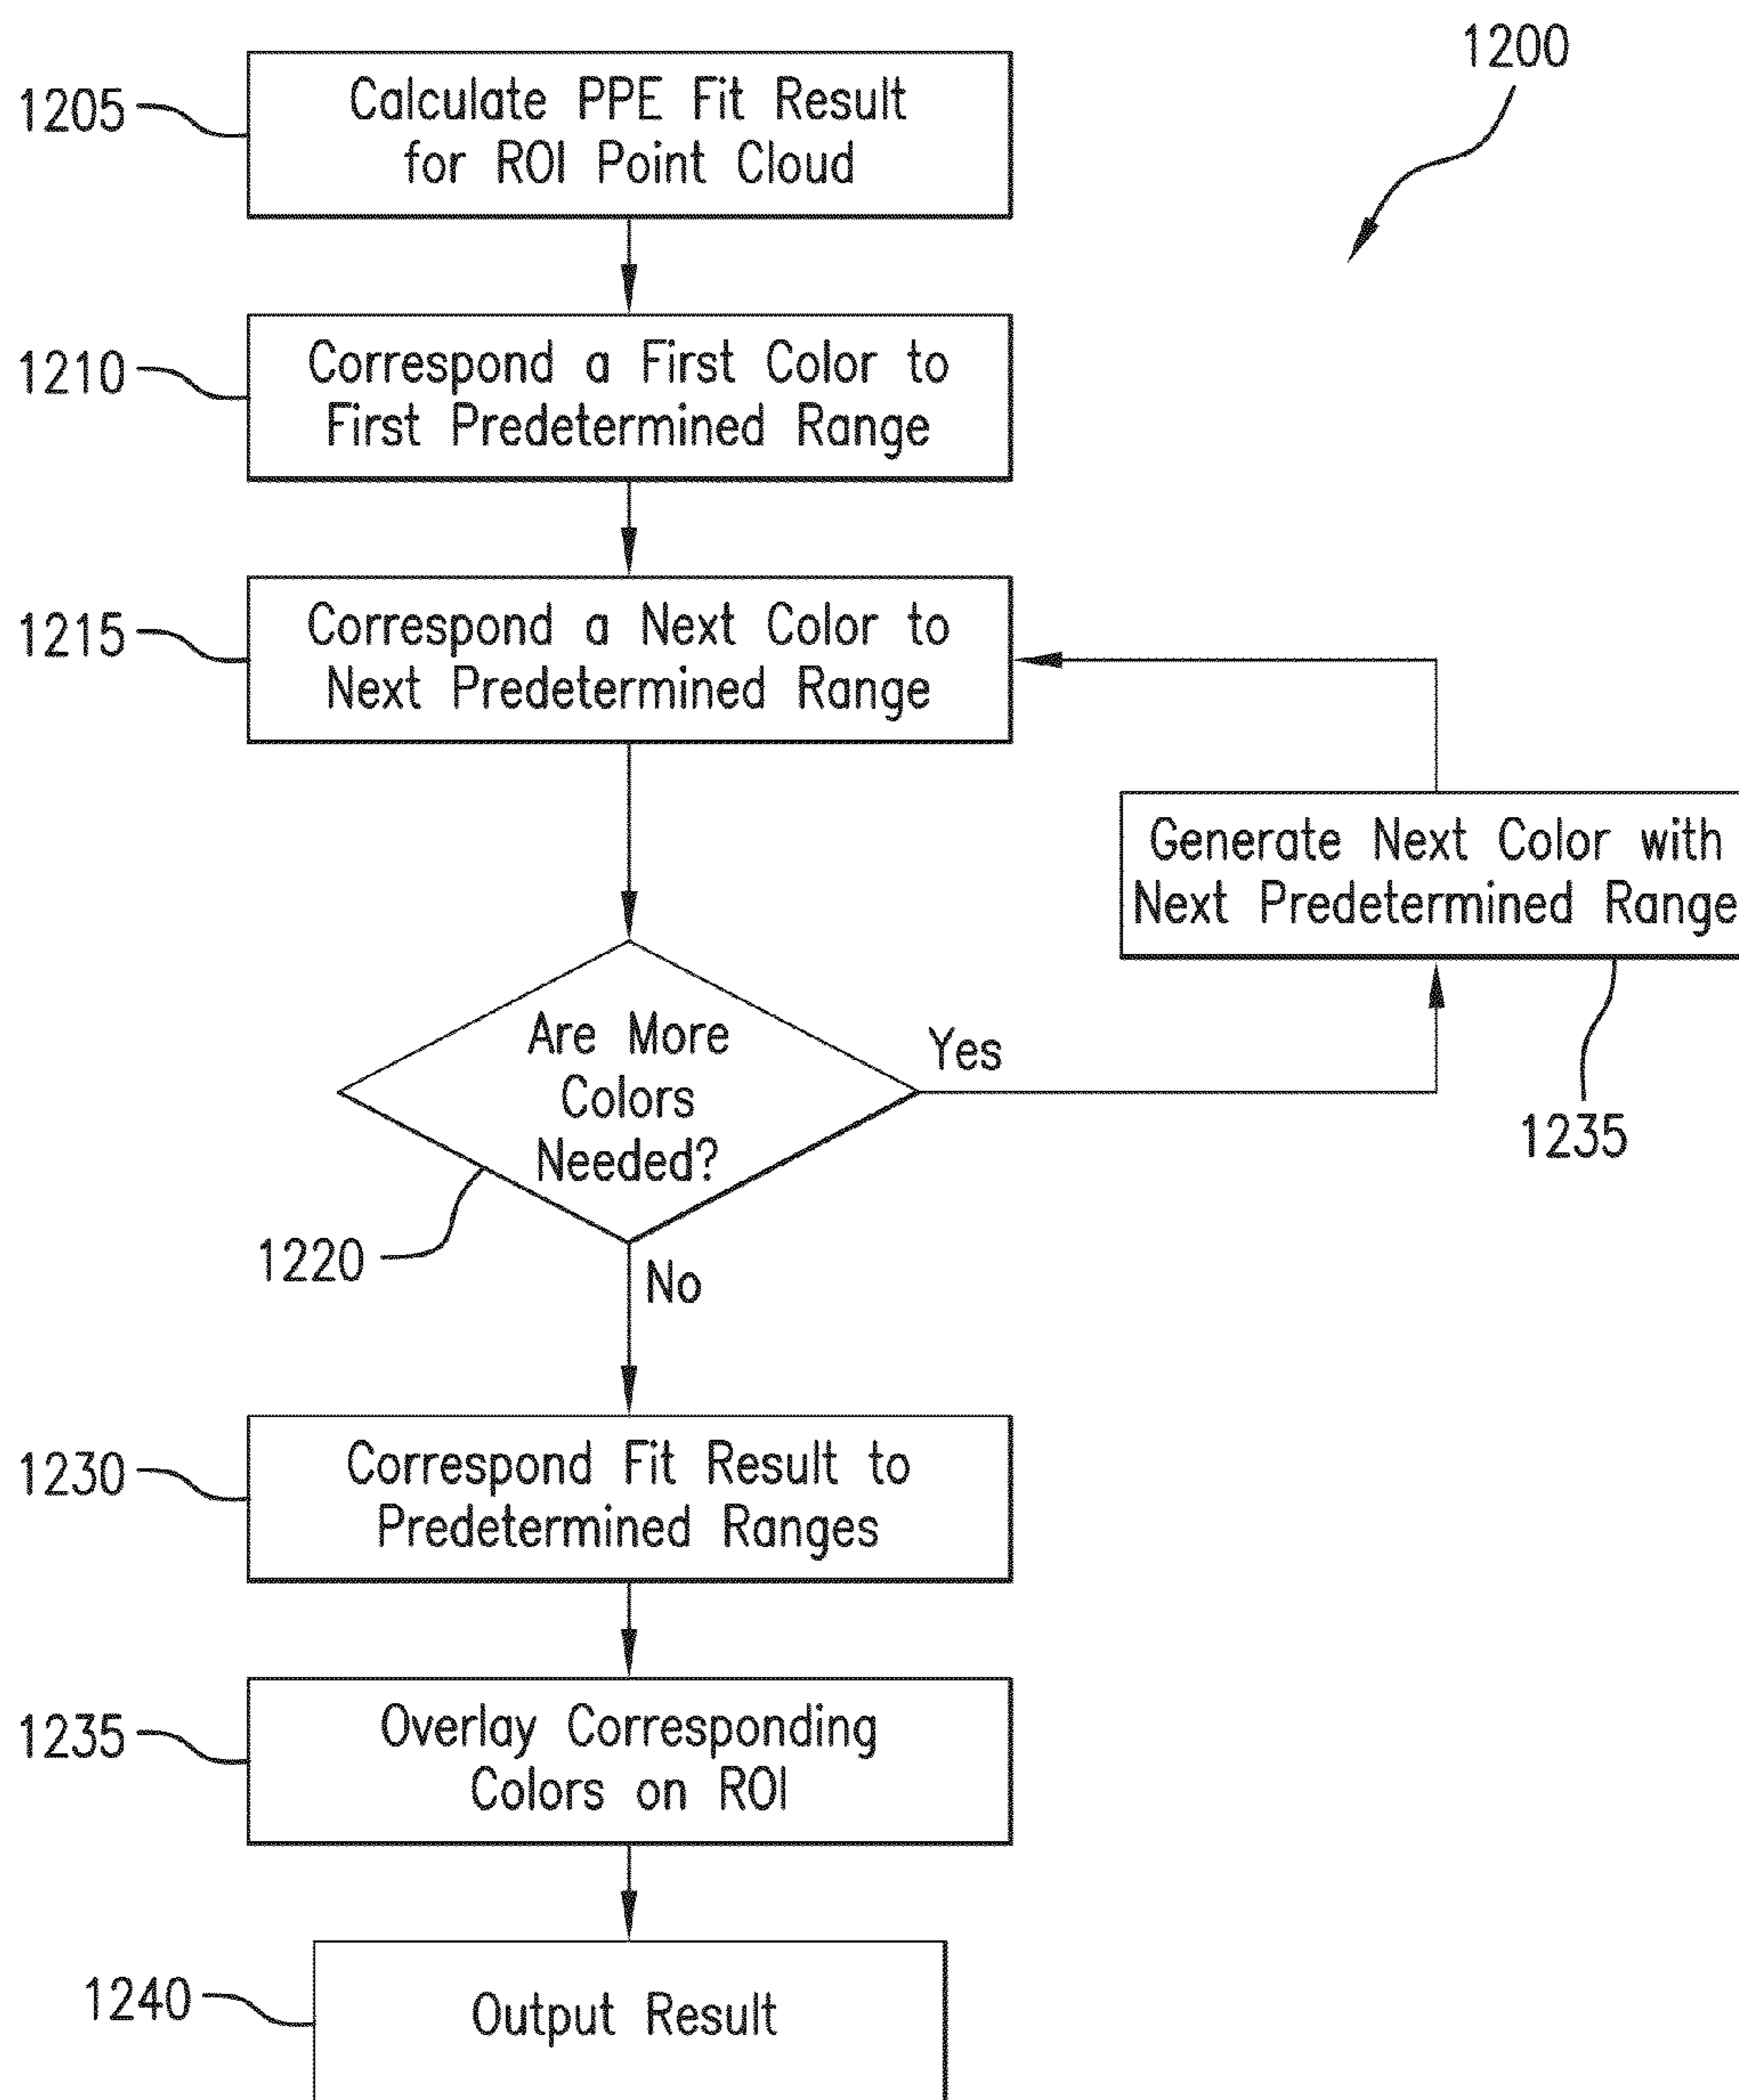 1200
1205
Calculate PPE Fit Result
for ROI Point Cloud
1210
Correspond a First Color to
First Predetermined Range
1215
Correspond a Next Color to
Next Predetermined Range
Generate Next Color with
Next Predetermined Range
1235
Are More
Colors
Needed?
Yes
1220
No
1230
Correspond Fit Result to
Predetermined Ranges
1235
Overlay Corresponding
Colors on ROI
1240
Output Result